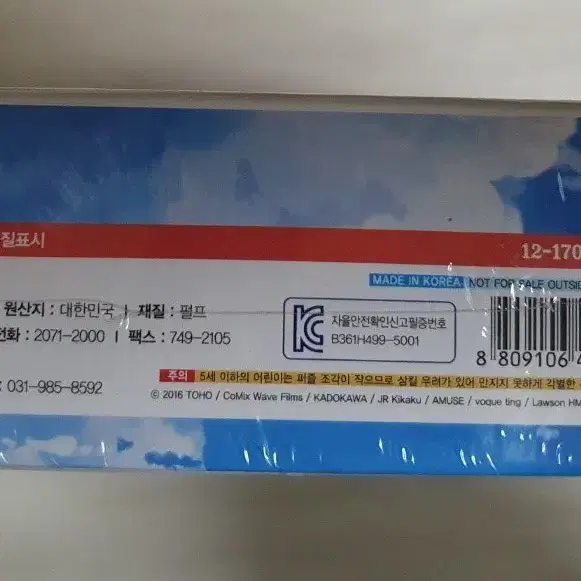 질표시 12-170
MADE IN KOREA NOT FOR SALE OUTSID
원산지 : 대한민국 I 재질 : 펄프
전화 : 2071-2000 I 팩스 : 749-2105
: 031-985-8592
자율안전확인신고필증번호
B361H499-5001
8 809106 4
주의 5세 이하의 어린이는 퍼즐 조각이 작으므로 삼킬 우려가 있어 만지지 못하게 각별한
© 2016 TOHO / CoMix Wave Films / KADOKAWA / JR Kikaku / AMUSE / voque ting / Lawson HM